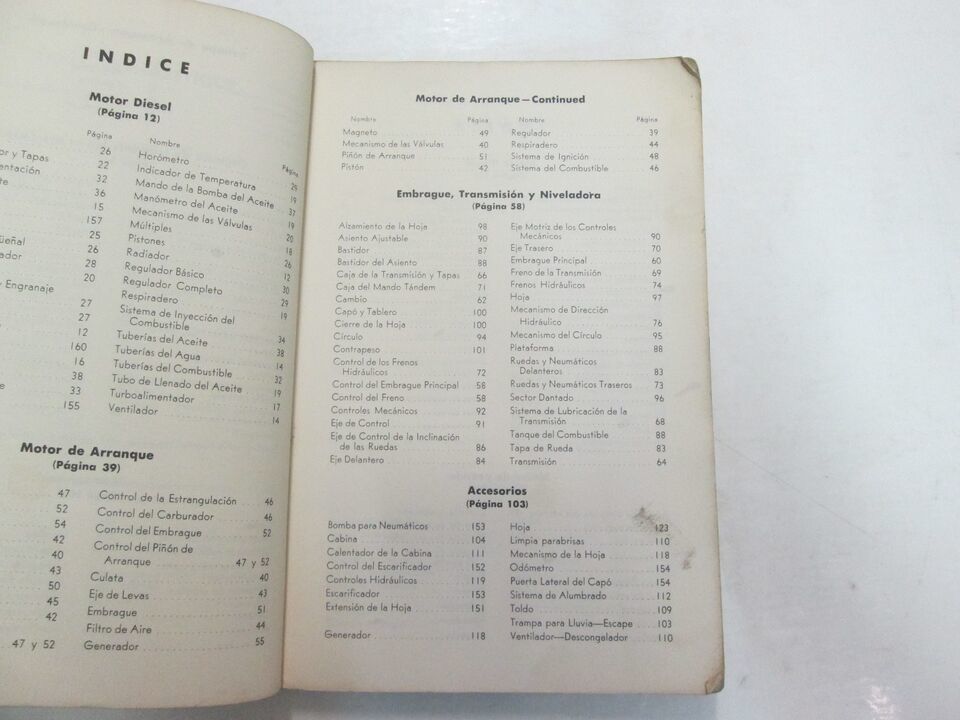 INDICE
Motor Diesel
(Página 12)
Página
or y Tapas 26
entación 22
32
36
15
157
üeñal 25
ador 26
28
y Engranaje 20
27
27
12
160
16
38
33
155
Nombre Página
Horómetro 25
Indicador de Temperatura 19
Mando de la Bomba del Aceite 37
Manómetro del Aceite 19
Mecanismo de las Válvulas 20
Múltiples 18
Pistones 26
Radiador 12
Regulador Básico 30
Regulador Completo 29
Respiradero 19
Sistema de Inyección del
Combustible 34
Tuberías del Aceite 38
Tuberías del Agua 14
Tuberías del Combustible 32
Tubo de Llenado del Aceite 19
Turboalimentador 17
Ventilador 14
Motor de Arranque
(Página 39)
47
52
54
42
40
43
50
45
42
47 y 52
Control de la Estrangulación 46
Control del Carburador 46
Control del Embrague 52
Control del Piñón de
Arranque 47 y 52
Culata 40
Eje de Levas 43
Embrague 51
Filtro de Aire 44
Generador 55
Motor de Arranque—Continued
Nombre Página
Magneto 49
Mecanismo de las Válvulas 40
Piñón de Arranque 51
Pistón 42
Nombre Página
Regulador 39
Respiradero 44
Sistema de Ignición 48
Sistema del Combustible 46
Embrague, Transmisión y Niveladora
(Página 58)
Alzamiento de la Hoja 98
Asiento Ajustable 90
Bastidor 87
Bastidor del Asiento 88
Caja de la Transmisión y Tapas 66
Caja del Mando Tándem 71
Cambio 62
Capó y Tablero 100
Cierre de la Hoja 100
Círculo 94
Contrapeso 101
Control de los Frenos
Hidráulicos 72
Control del Embrague Principal 58
Control del Freno 58
Controles Mecánicos 92
Eje de Control 91
Eje de Control de la Inclinación
de las Ruedas 86
Eje Delantero 84
Eje Motriz de los Controles
Mecánicos 90
Eje Trasero 70
Embrague Principal 60
Freno de la Transmisión 69
Frenos Hidráulicos 74
Hoja 97
Mecanismo de Dirección
Hidráulico 76
Mecanismo del Círculo 95
Plataforma 88
Ruedas y Neumáticos
Delanteros 83
Ruedas y Neumáticos Traseros 73
Sector Dantado 96
Sistema de Lubricación de la
Transmisión 68
Tanque del Combustible 88
Tapa de Rueda 83
Transmisión 64
Accesorios
(Página 103)
Bomba para Neumáticos 153
Cabina 104
Calentador de la Cabina 111
Control del Escarificador 152
Controles Hidráulicos 119
Escarificador 153
Extensión de la Hoja 151
Generador 118
Hoja 123
Limpia parabrisas 110
Mecanismo de la Hoja 118
Odómetro 154
Puerta Lateral del Capó 154
Sistema de Alumbrado 112
Toldo 109
Trampa para Lluvia—Escape 103
Ventilador—Descongelador 110